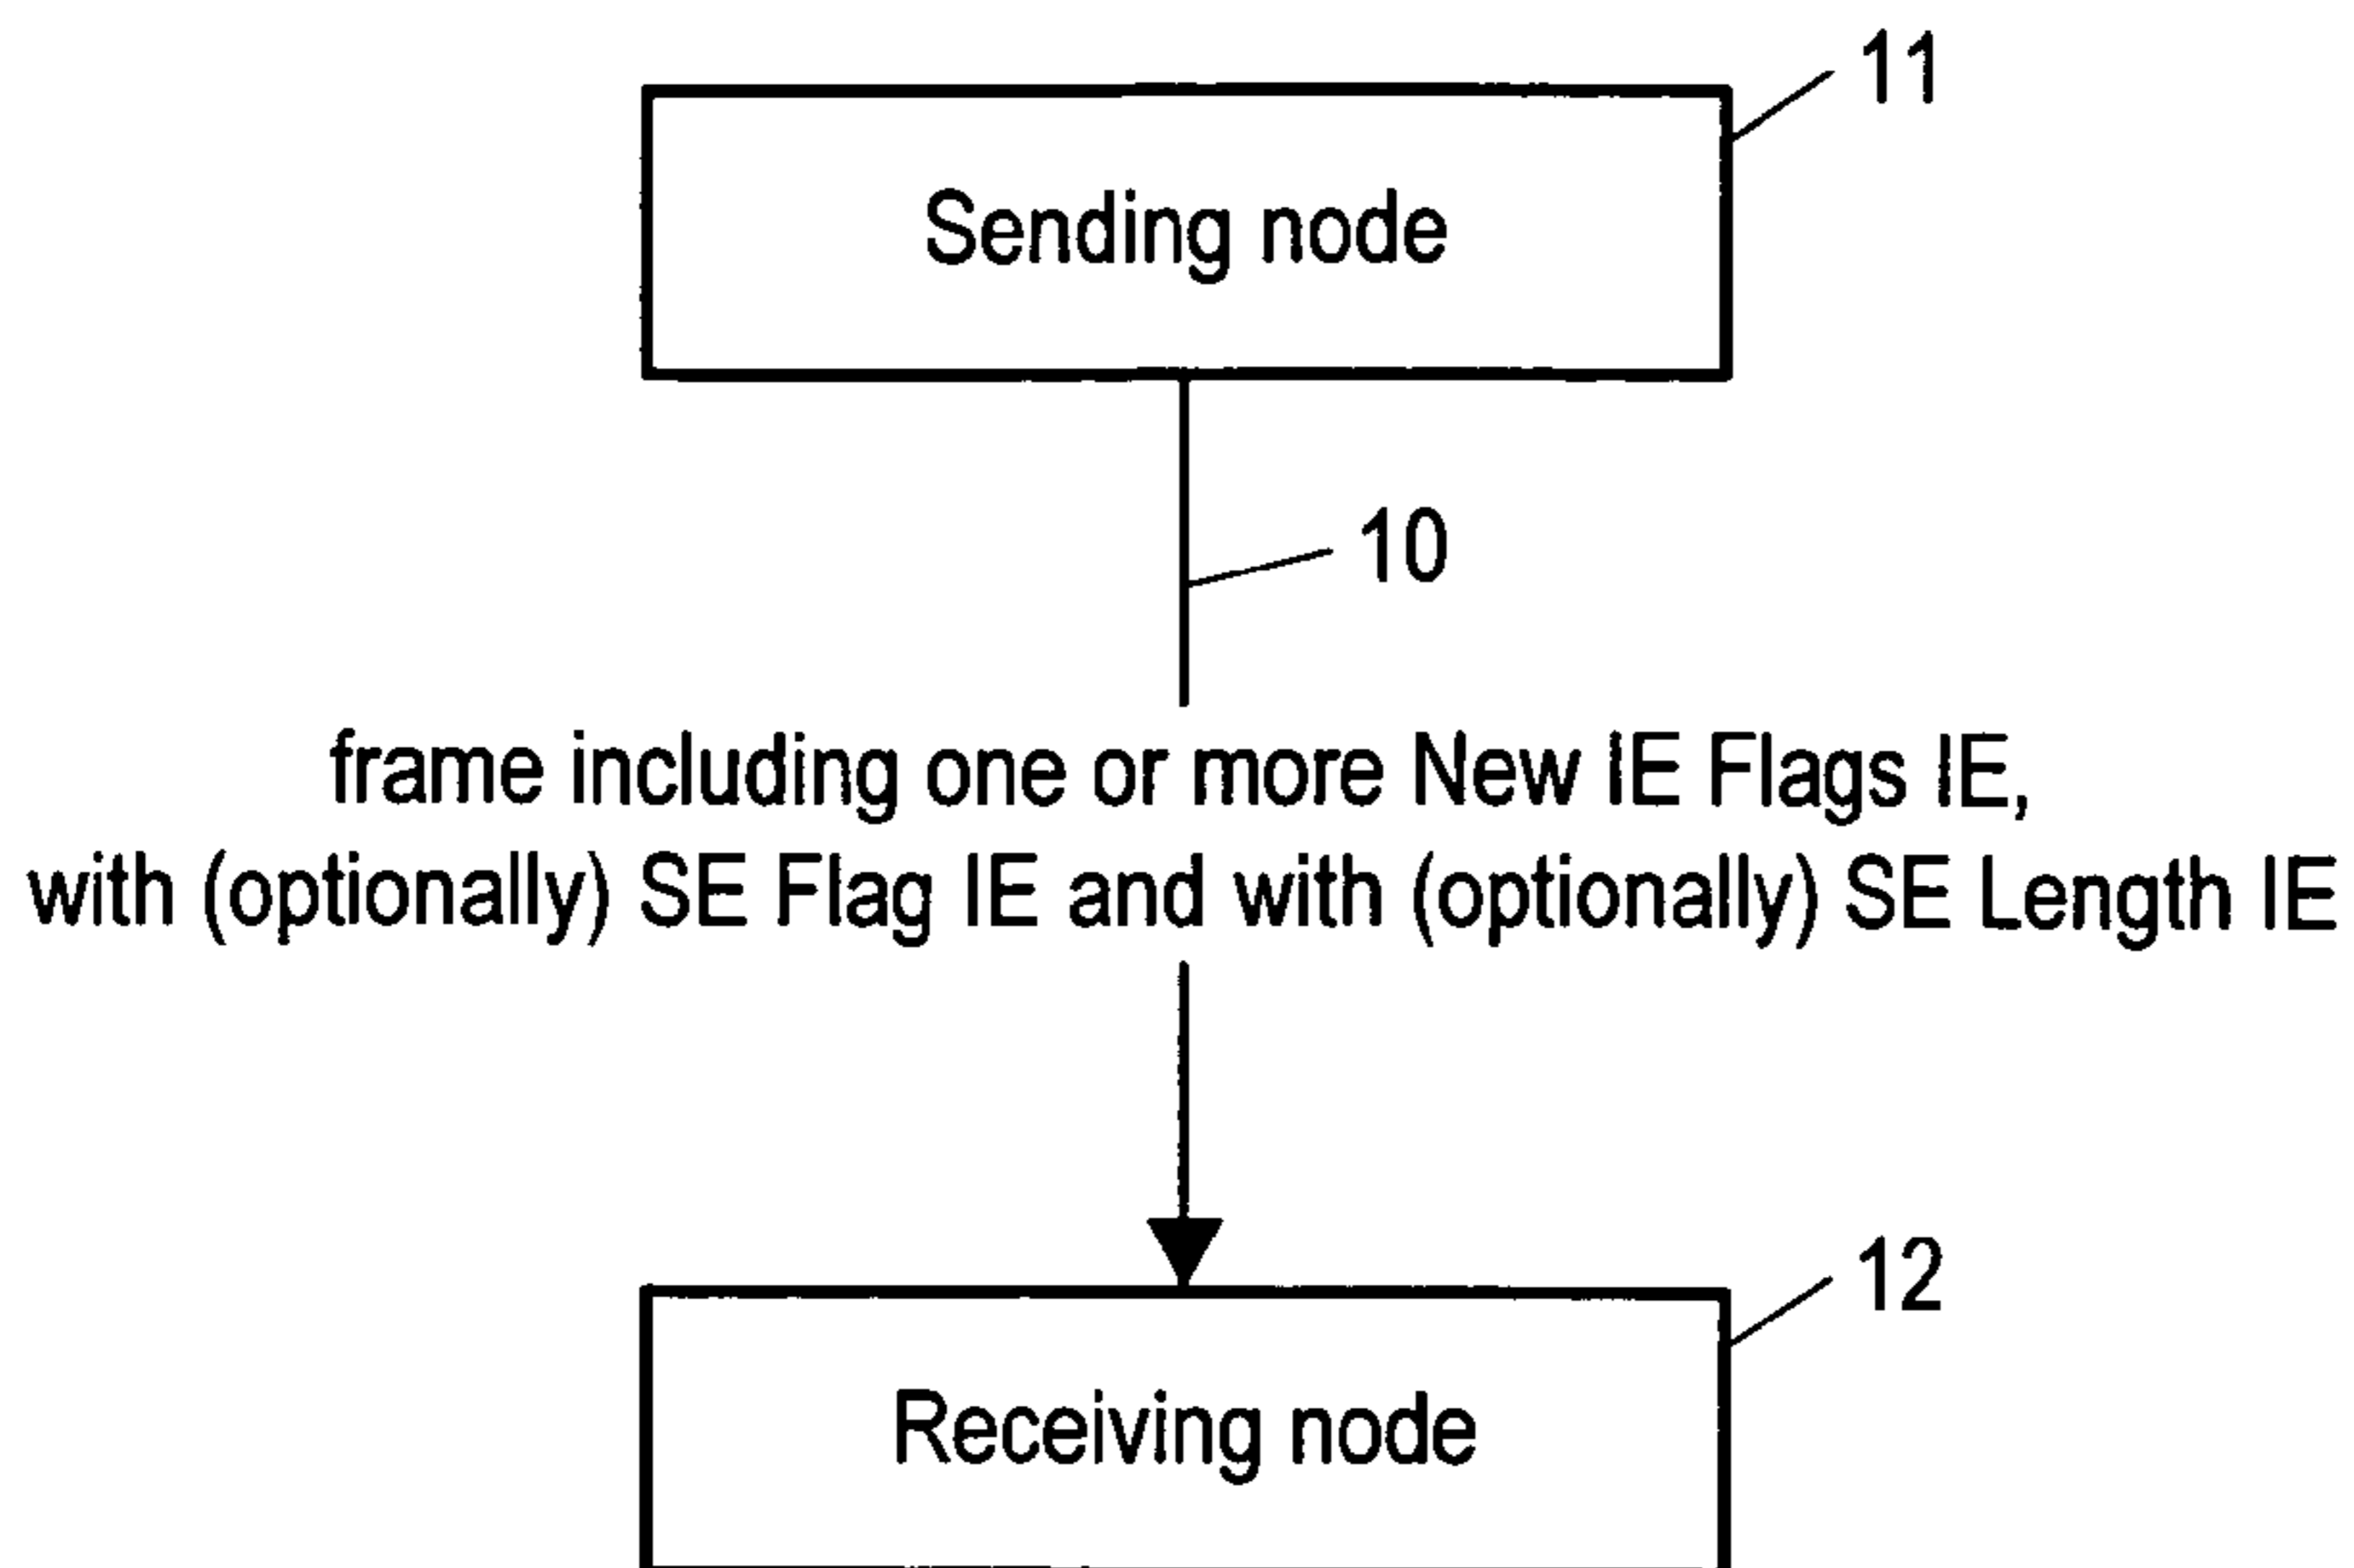 11
Sending node
10
frame including one or more New IE Flags IE,
with (optionally) SE Flag IE and with (optionally) SE Length IE
12
Receiving node